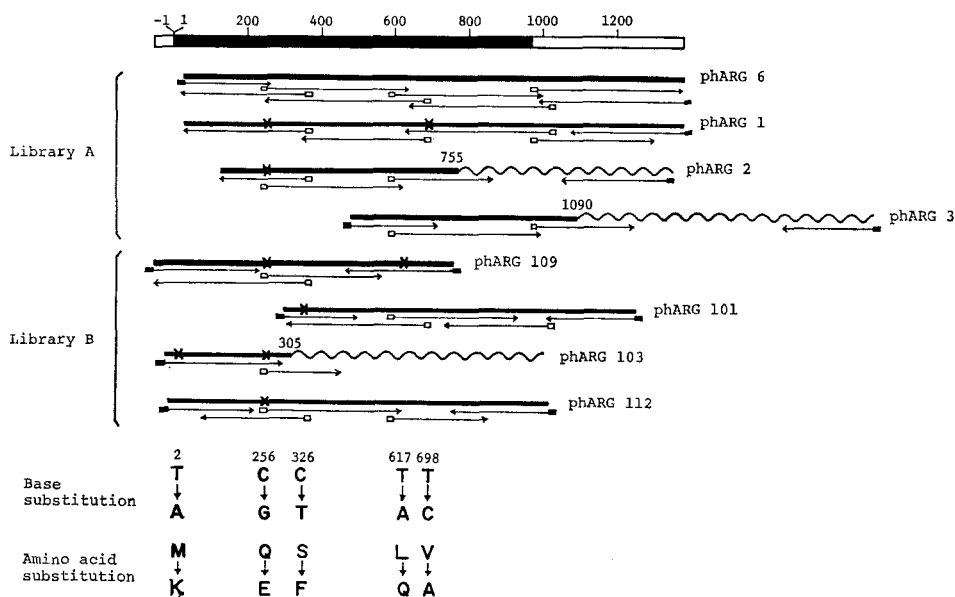 -1 1 200 400 600 800 1000 1200
phARG 6
phARG 1
Library A
755
phARG 2
1090
phARG 3
phARG 109
phARG 101
Library B
305
phARG 103
phARG 112
2 256 326 617 698
T C C T T
Base substitution
A G T A C
M Q S L V
Amino acid substitution
K E F Q A